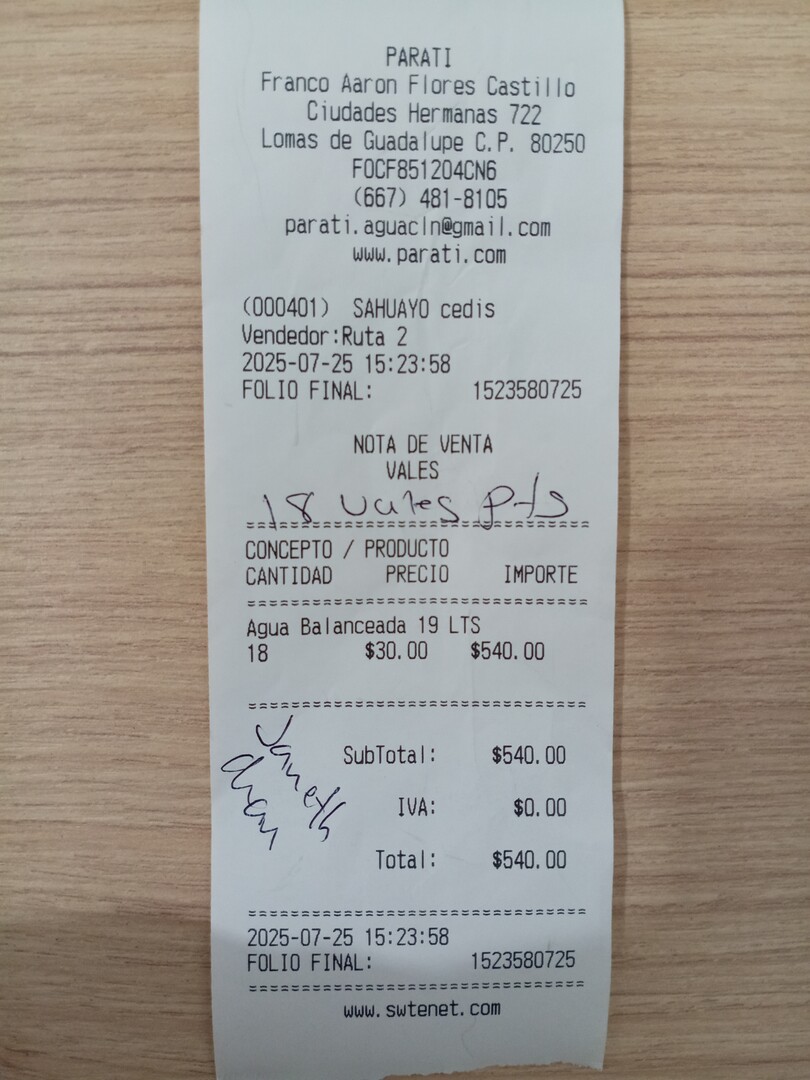 PARATI
Franco Aaron Flores Castillo
Ciudades Hermanas 722
Lomas de Guadalupe C.P. 80250
FOCF851204CN6
(667) 481-8105
parati.aguacln@gmail.com
www.parati.com
(000401) SAHUAYO cedis
Vendedor:Ruta 2
2025-07-25 15:23:58
FOLIO FINAL: 1523580725
NOTA DE VENTA
VALES
18 vales
CONCEPTO / PRODUCTO
CANTIDAD PRECIO IMPORTE
Agua Balanceada 19 LTS
18 $30.00 $540.00
SubTotal: $540.00
Janeth
IVA: $0.00
Total: $540.00
2025-07-25 15:23:58
FOLIO FINAL: 1523580725
www.swtenet.com